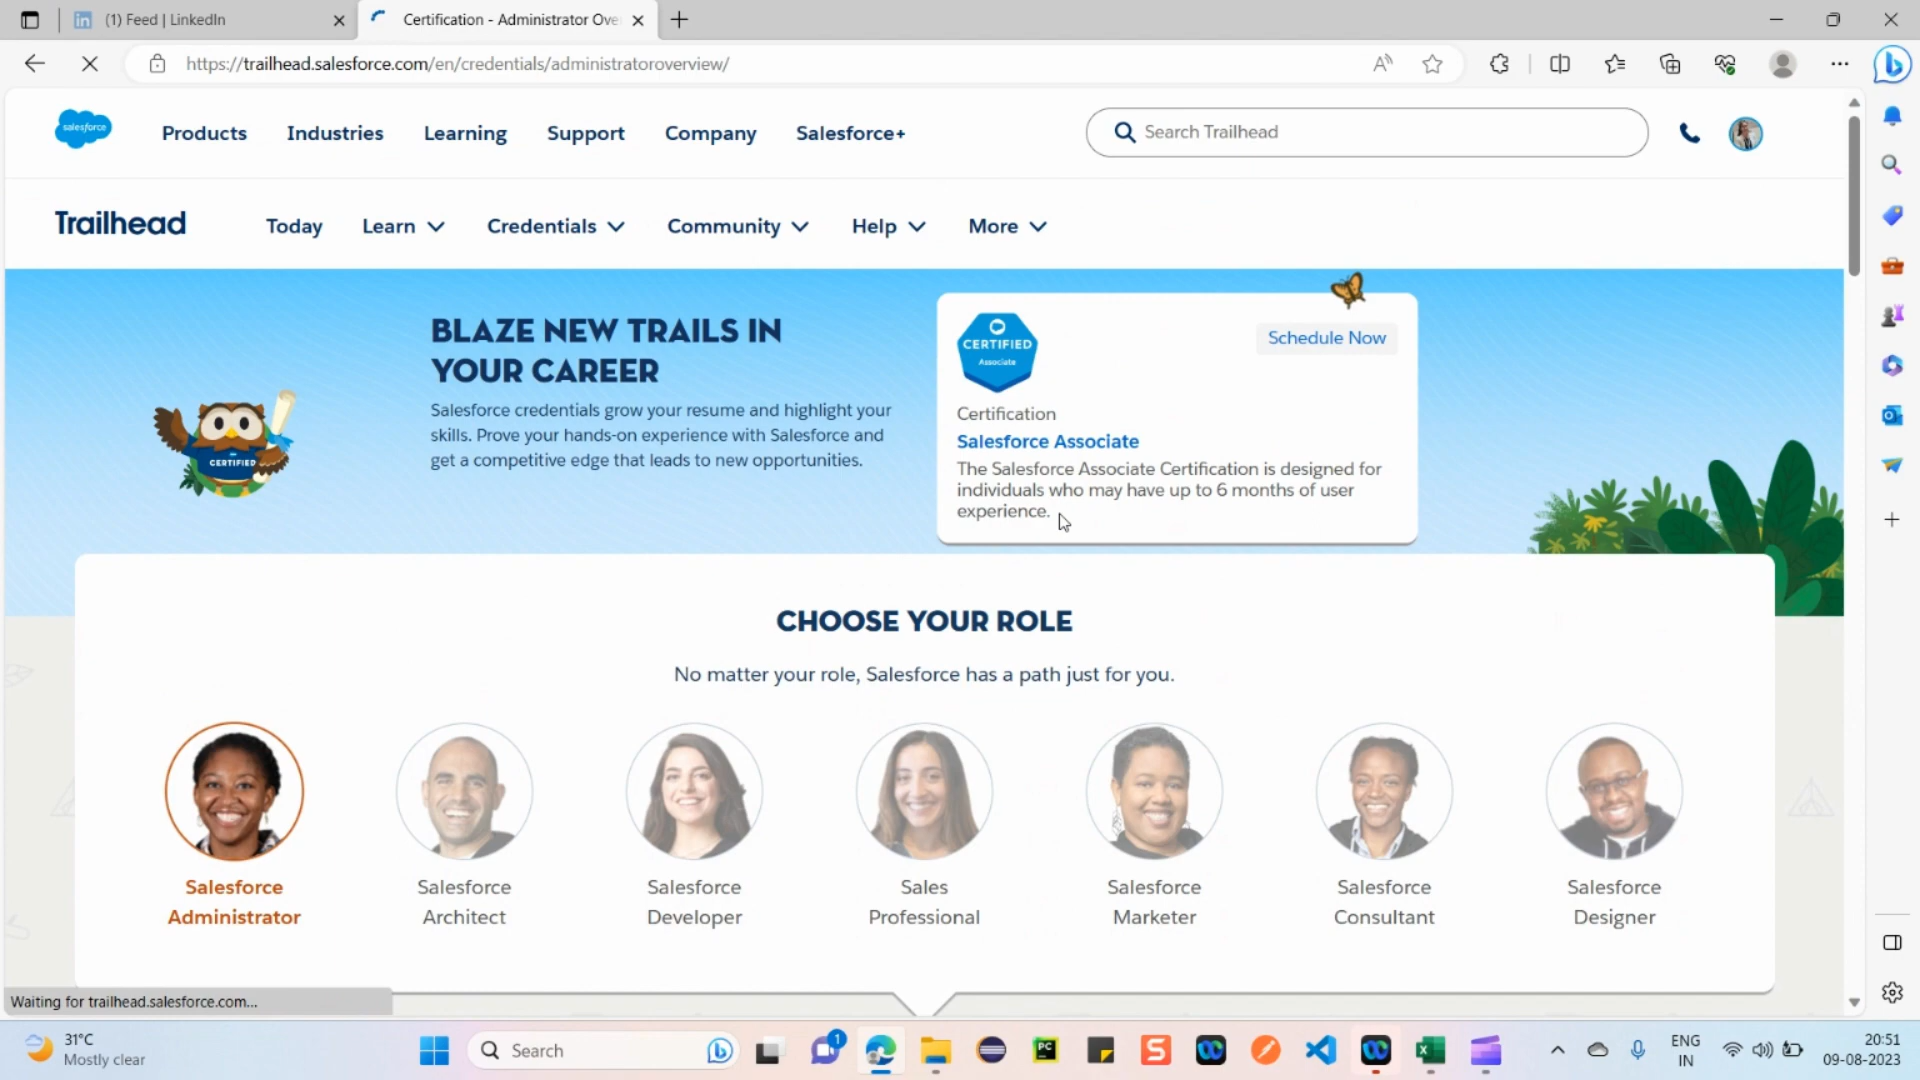 (1) Feed | LinkedIn
Certification - Administrator Ove
https://trailhead.salesforce.com/en/credentials/administratoroverview/
salesforce
Products
Industries
Learning
Support
Company
Salesforce+
Search Trailhead
Trailhead
Today
Learn
Credentials
Community
Help
More
BLAZE NEW TRAILS IN
YOUR CAREER
Salesforce credentials grow your resume and highlight your
skills. Prove your hands-on experience with Salesforce and
get a competitive edge that leads to new opportunities.
CERTIFIED
CERTIFIED
Associate
Schedule Now
Certification
Salesforce Associate
The Salesforce Associate Certification is designed for
individuals who may have up to 6 months of user
experience.
CHOOSE YOUR ROLE
No matter your role, Salesforce has a path just for you.
Salesforce
Administrator
Salesforce
Architect
Salesforce
Developer
Sales
Professional
Salesforce
Marketer
Salesforce
Consultant
Salesforce
Designer
Waiting for trailhead.salesforce.com...
31°C
Mostly clear
Search
1
PC
ENG
IN
20:51
09-08-2023